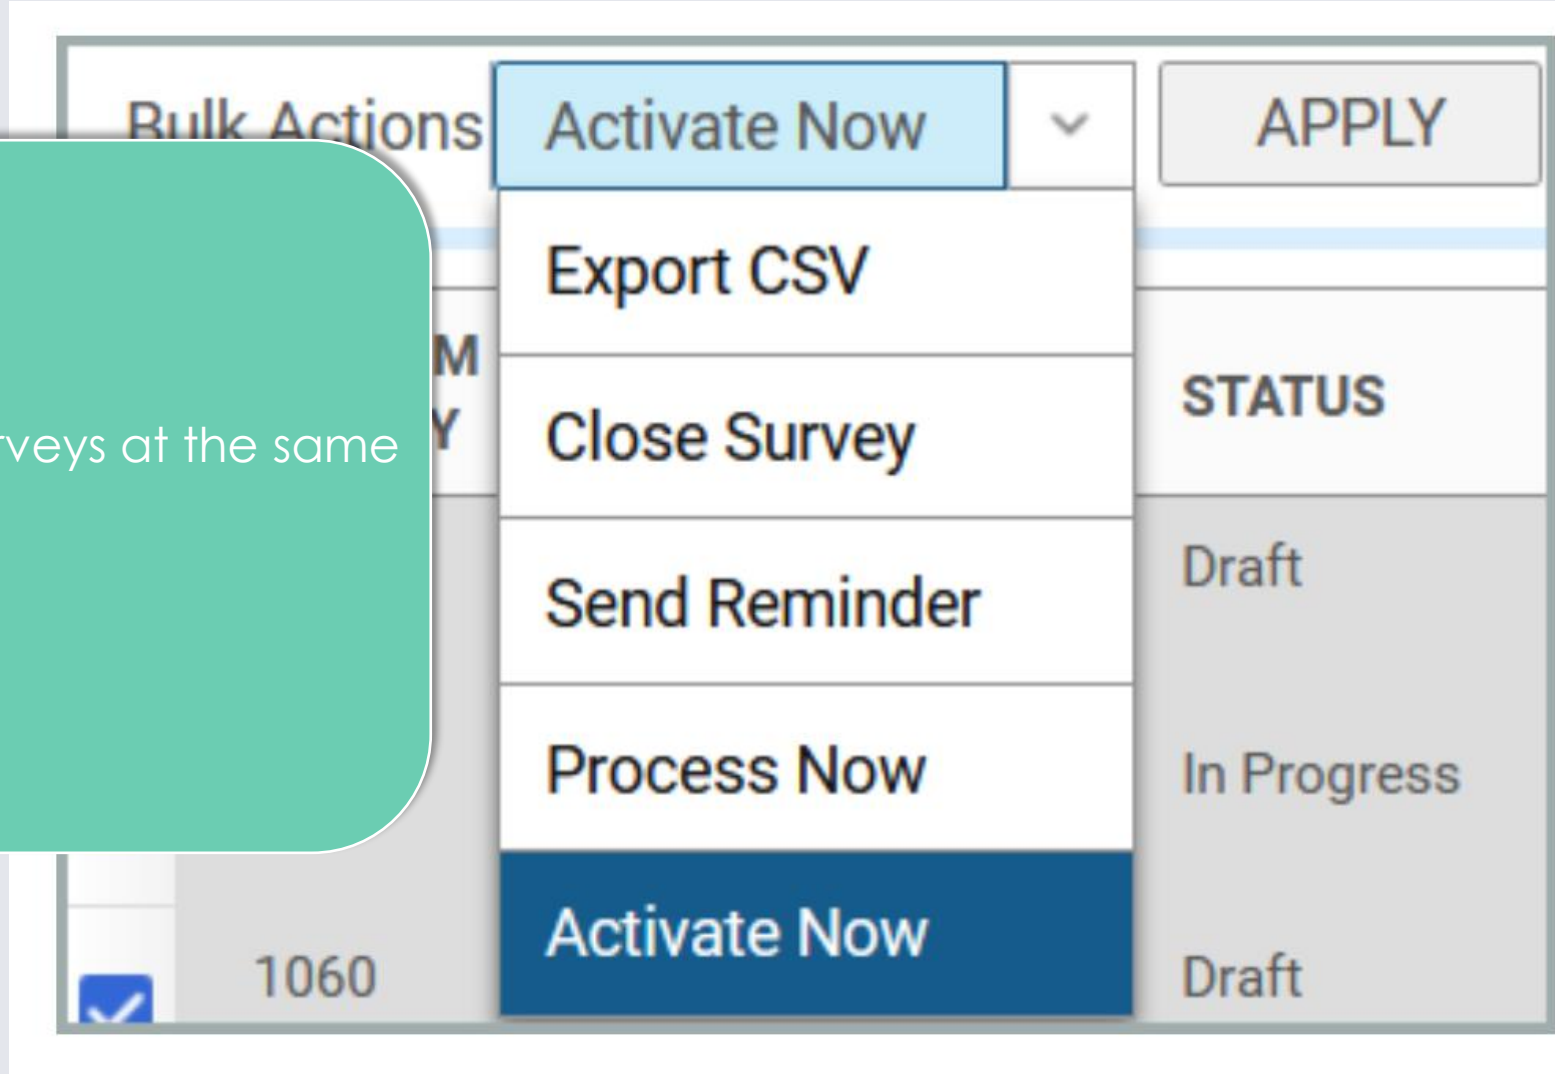 Bulk Actions Activate Now APPLY
Export CSV
Close Survey
Send Reminder
Process Now
Activate Now
M
Y
STATUS
Draft
In Progress
1060 Draft
at the same